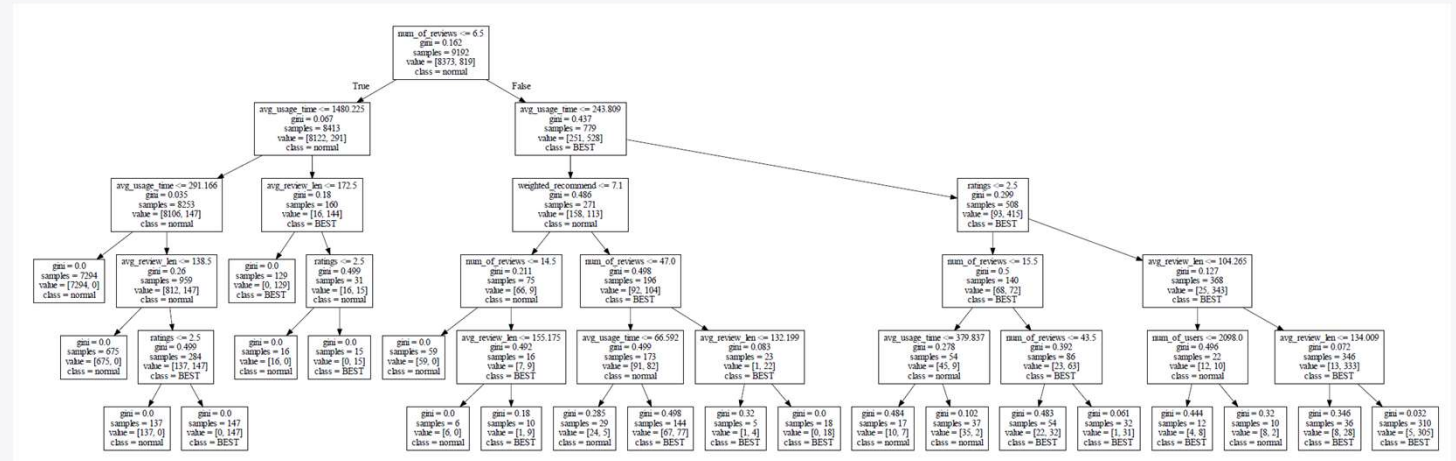 num_of_reviews <= 6.5
gini = 0.162
samples = 9192
value = [8373, 819]
class = normal
True
False
avg_usage_time <= 1480.225
gini = 0.067
samples = 8413
value = [8122, 291]
class = normal
avg_usage_time <= 243.809
gini = 0.437
samples = 779
value = [251, 528]
class = BEST
avg_usage_time <= 291.166
gini = 0.035
samples = 8253
value = [8106, 147]
class = normal
avg_review_len <= 172.5
gini = 0.18
samples = 160
value = [16, 144]
class = BEST
weighted_recommend <= 7.1
gini = 0.486
samples = 271
value = [158, 113]
class = normal
ratings <= 2.5
gini = 0.299
samples = 508
value = [93, 415]
class = BEST
gini = 0.0
samples = 7294
value = [7294, 0]
class = normal
avg_review_len <= 138.5
gini = 0.26
samples = 959
value = [812, 147]
class = normal
gini = 0.0
samples = 129
value = [0, 129]
class = BEST
ratings <= 2.5
gini = 0.499
samples = 31
value = [16, 15]
class = normal
num_of_reviews <= 14.5
gini = 0.211
samples = 75
value = [66, 9]
class = normal
num_of_reviews <= 47.0
gini = 0.498
samples = 196
value = [92, 104]
class = BEST
num_of_reviews <= 15.5
gini = 0.5
samples = 140
value = [68, 72]
class = BEST
avg_review_len <= 104.265
gini = 0.127
samples = 368
value = [25, 343]
class = BEST
gini = 0.0
samples = 675
value = [675, 0]
class = normal
ratings <= 2.5
gini = 0.499
samples = 284
value = [137, 147]
class = BEST
gini = 0.0
samples = 16
value = [16, 0]
class = normal
gini = 0.0
samples = 15
value = [0, 15]
class = BEST
gini = 0.0
samples = 59
value = [59, 0]
class = normal
avg_review_len <= 155.175
gini = 0.492
samples = 16
value = [7, 9]
class = BEST
avg_usage_time <= 66.592
gini = 0.499
samples = 173
value = [91, 82]
class = normal
avg_review_len <= 132.199
gini = 0.083
samples = 23
value = [1, 22]
class = BEST
avg_usage_time <= 379.837
gini = 0.278
samples = 54
value = [45, 9]
class = normal
num_of_reviews <= 43.5
gini = 0.392
samples = 86
value = [23, 63]
class = BEST
num_of_users <= 2098.0
gini = 0.496
samples = 22
value = [12, 10]
class = normal
avg_review_len <= 134.009
gini = 0.072
samples = 346
value = [13, 333]
class = BEST
gini = 0.0
samples = 137
value = [137, 0]
class = normal
gini = 0.0
samples = 147
value = [0, 147]
class = BEST
gini = 0.0
samples = 6
value = [6, 0]
class = normal
gini = 0.18
samples = 10
value = [1, 9]
class = BEST
gini = 0.285
samples = 29
value = [24, 5]
class = normal
gini = 0.498
samples = 144
value = [67, 77]
class = BEST
gini = 0.32
samples = 5
value = [1, 4]
class = BEST
gini = 0.0
samples = 18
value = [0, 18]
class = BEST
gini = 0.484
samples = 17
value = [10, 7]
class = normal
gini = 0.102
samples = 37
value = [35, 2]
class = normal
gini = 0.483
samples = 54
value = [22, 32]
class = BEST
gini = 0.061
samples = 32
value = [1, 31]
class = BEST
gini = 0.444
samples = 12
value = [4, 8]
class = BEST
gini = 0.32
samples = 10
value = [8, 2]
class = normal
gini = 0.346
samples = 36
value = [8, 28]
class = BEST
gini = 0.032
samples = 310
value = [5, 305]
class = BEST